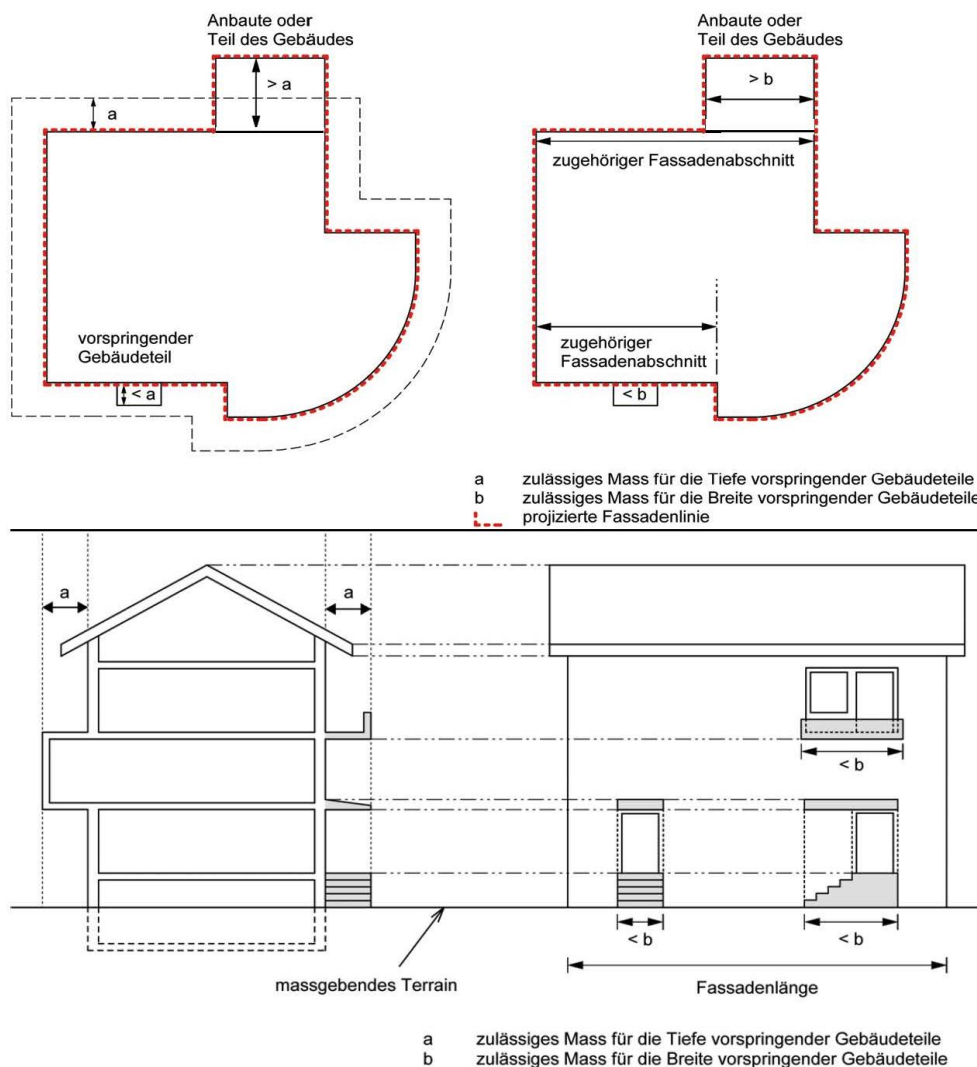 Anbaute oder
Teil des Gebäudes
> a
a
vorspringender
Gebäudeteil
< a
Anbaute oder
Teil des Gebäudes
> b
zugehöriger Fassadenabschnitt
zugehöriger
Fassadenabschnitt
< b
a zulässiges Mass für die Tiefe vorspringender Gebäudeteile
b zulässiges Mass für die Breite vorspringender Gebäudeteile
projizierte Fassadenlinie
a
a
< b
< b
< b
massgebendes Terrain
Fassadenlänge
a zulässiges Mass für die Tiefe vorspringender Gebäudeteile
b zulässiges Mass für die Breite vorspringender Gebäudeteile